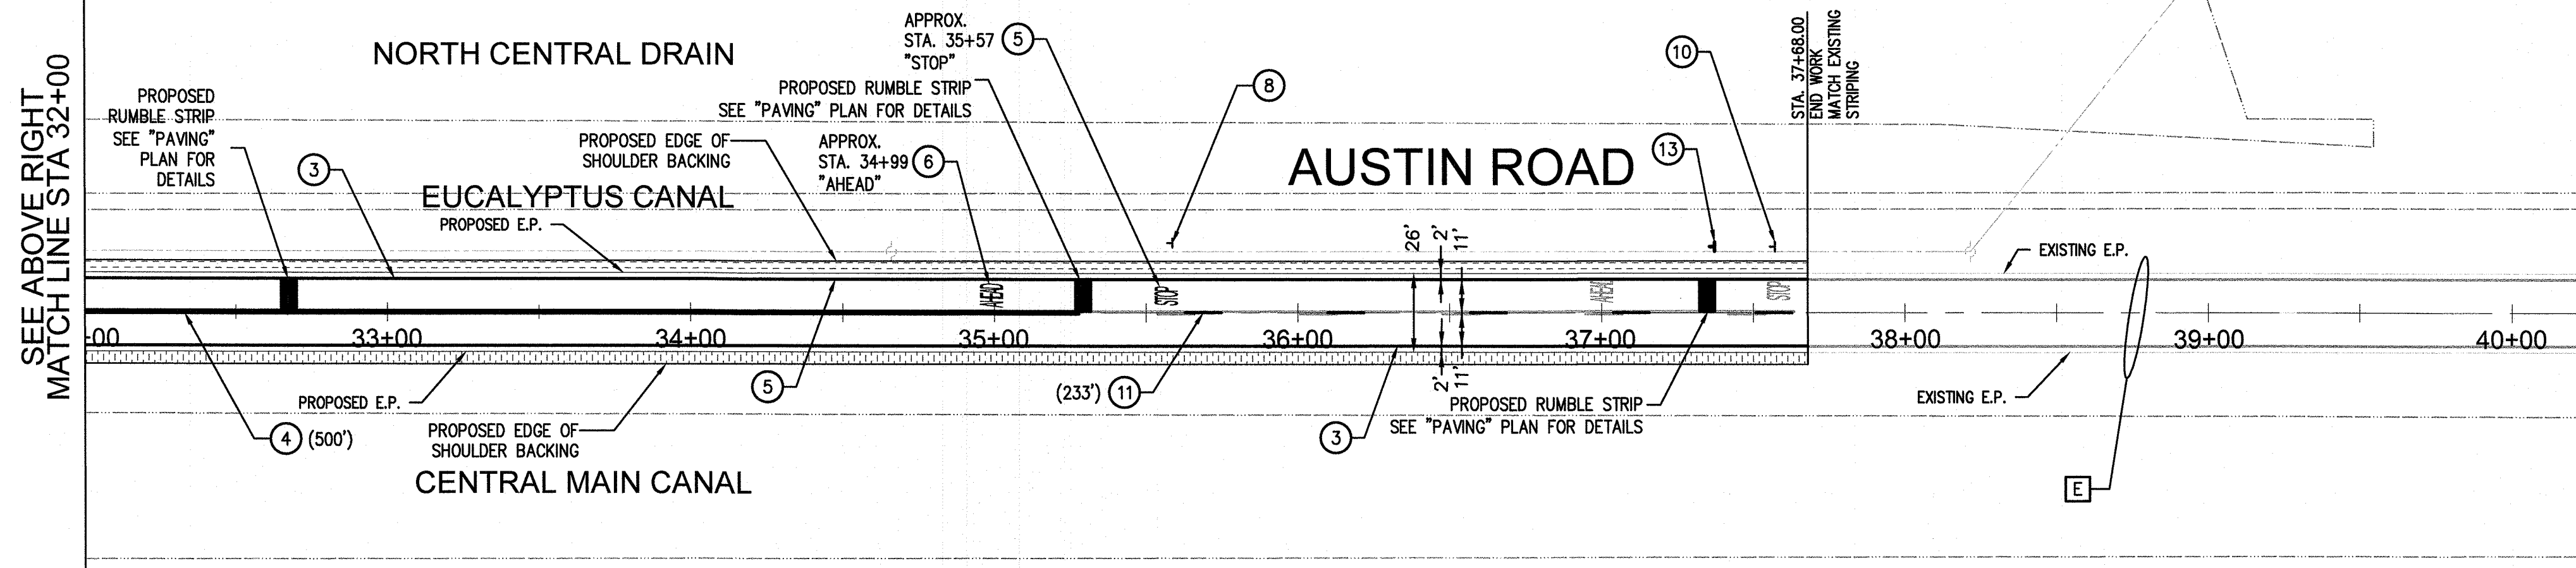 SEE ABOVE RIGHT
MATCH LINE STA 32+00
NORTH CENTRAL DRAIN
PROPOSED
RUMBLE STRIP
SEE "PAVING"
PLAN FOR
DETAILS
3
EUCALYPTUS CANAL
PROPOSED E.P.
PROPOSED EDGE OF
SHOULDER BACKING
APPROX.
STA. 35+57
"STOP"
5
PROPOSED RUMBLE STRIP
SEE "PAVING" PLAN FOR DETAILS
APPROX.
STA. 34+99
"AHEAD"
6
8
AUSTIN ROAD
10
13
STA. 37+68.00
END WORK
MATCH EXISTING
STRIPING
26'
2'
11'
EXISTING E.P.
AHEAD
STOP
AHEAD
STOP
+00
33+00
34+00
35+00
36+00
37+00
38+00
39+00
40+00
2'
11'
4 (500')
PROPOSED E.P.
PROPOSED EDGE OF
SHOULDER BACKING
CENTRAL MAIN CANAL
5
(233') 11
3
PROPOSED RUMBLE STRIP
SEE "PAVING" PLAN FOR DETAILS
EXISTING E.P.
E